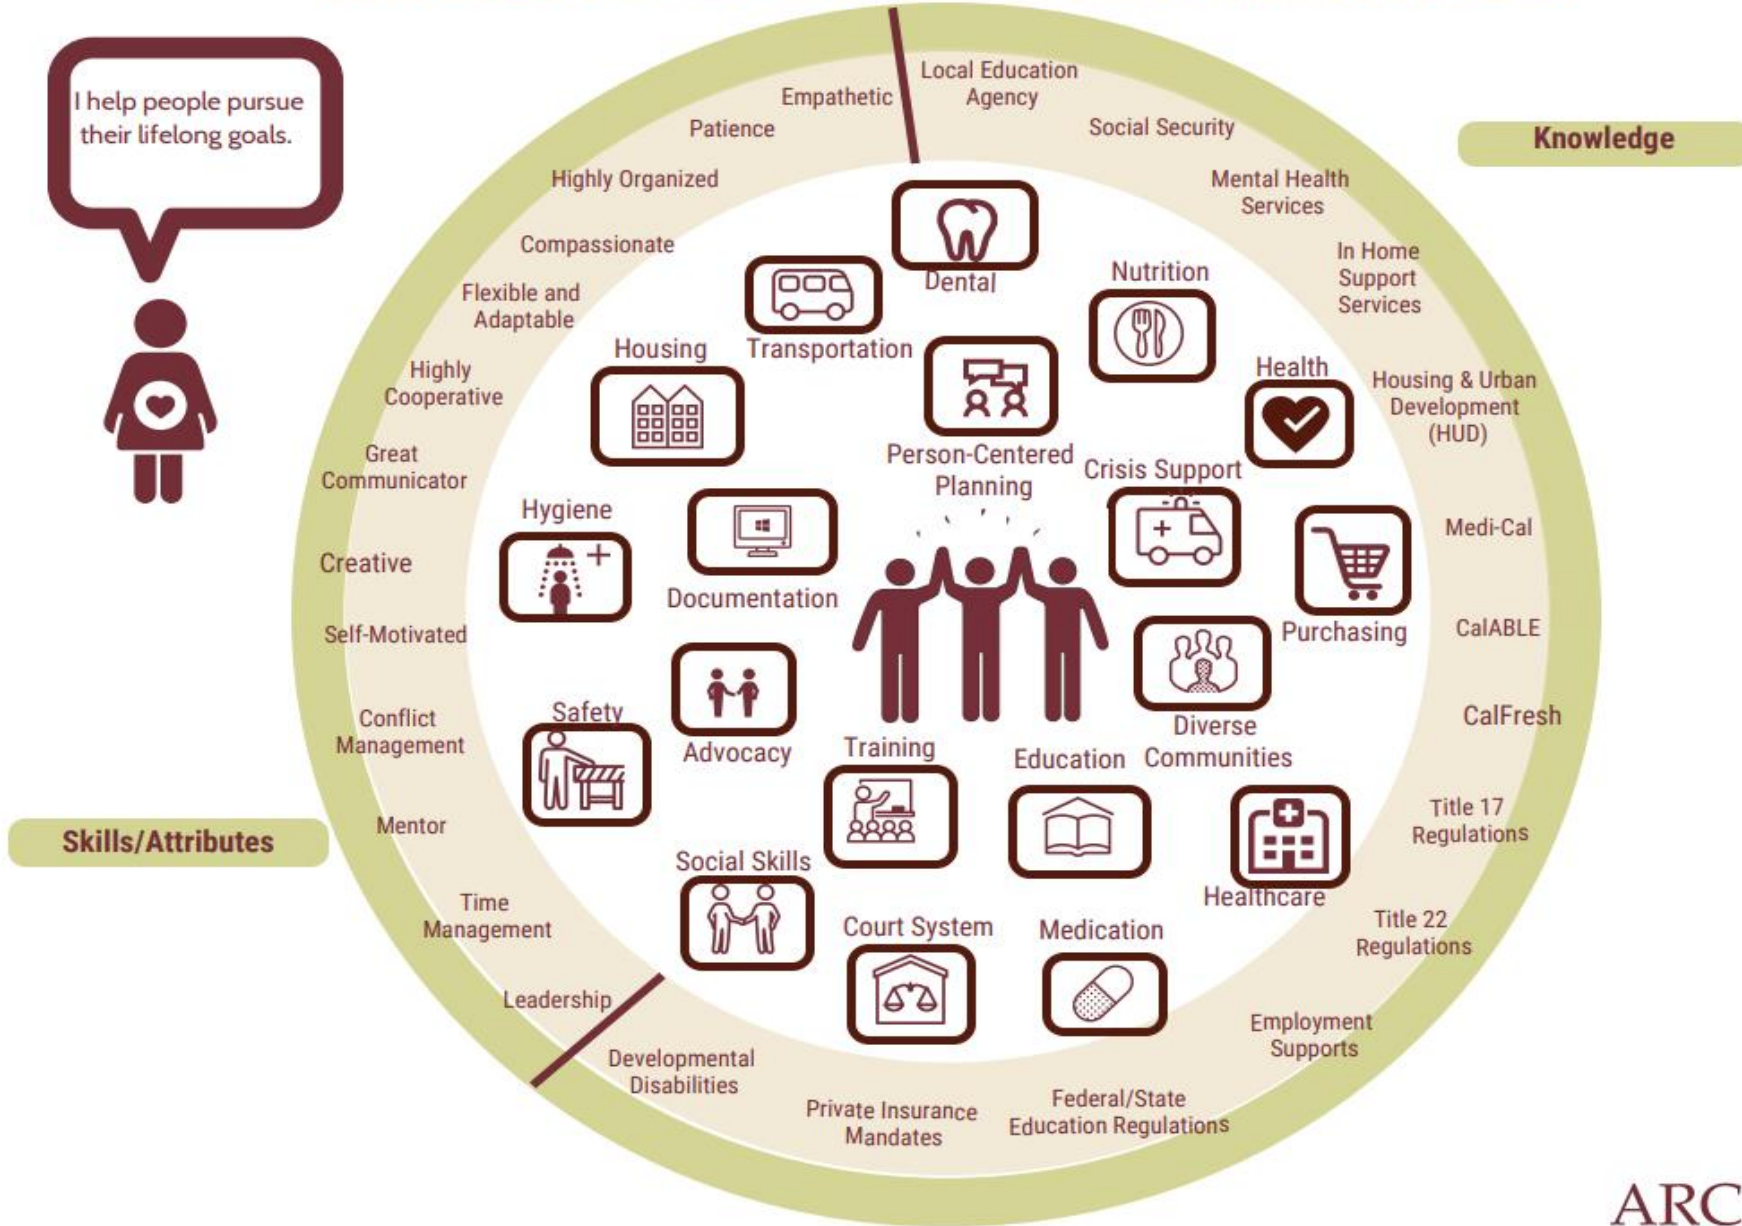 I help people pursue
their lifelong goals.
Knowledge
Skills/Attributes
Empathetic
Patience
Highly Organized
Compassionate
Flexible and
Adaptable
Highly
Cooperative
Great
Communicator
Creative
Self-Motivated
Conflict
Management
Mentor
Time
Management
Leadership
Local Education
Agency
Social Security
Mental Health
Services
In Home
Support
Services
Housing & Urban
Development
(HUD)
Medi-Cal
CalABLE
CalFresh
Title 17
Regulations
Title 22
Regulations
Employment
Supports
Federal/State
Education Regulations
Private Insurance
Mandates
Developmental
Disabilities
Dental
Nutrition
Transportation
Housing
Health
Person-Centered
Planning
Crisis Support
Hygiene
Documentation
Purchasing
Safety
Advocacy
Diverse
Communities
Training
Education
Social Skills
Healthcare
Court System
Medication
ARC